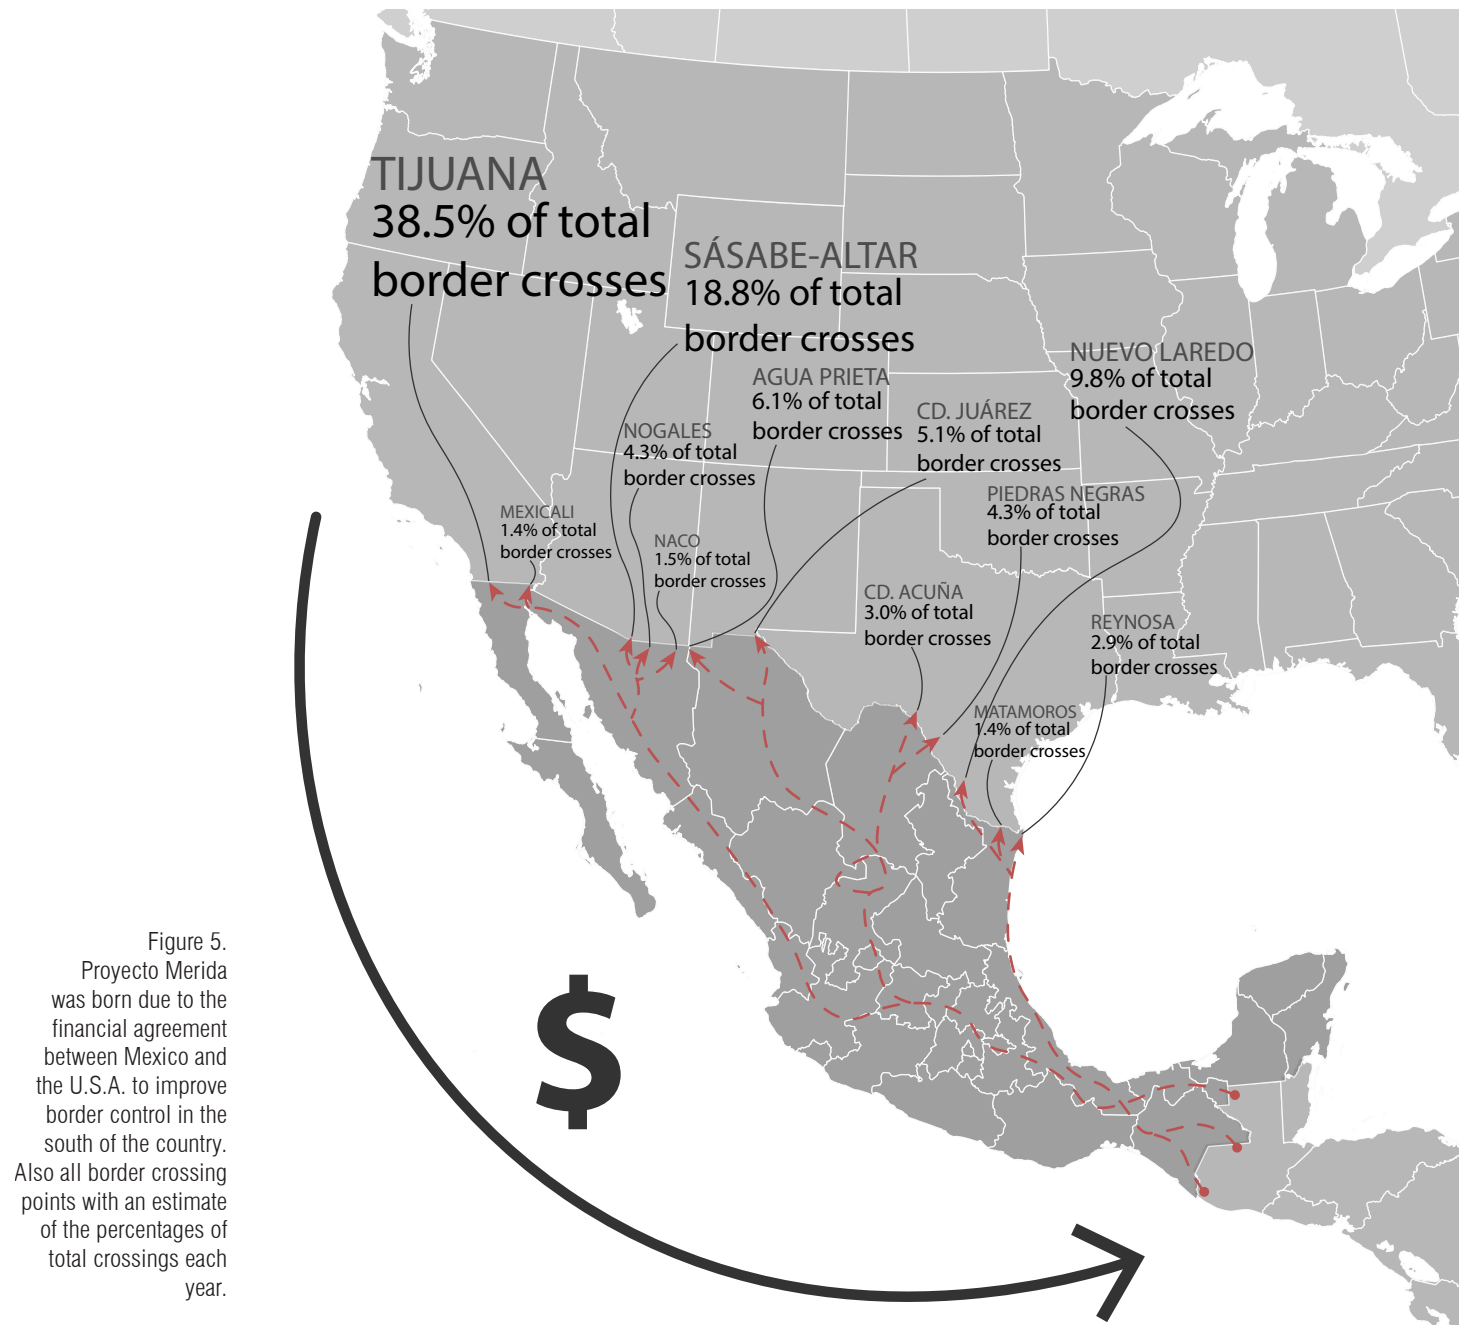 TIJUANA
38.5% of total
border crosses
SÁSABE-ALTAR
18.8% of total
border crosses
NUEVO LAREDO
9.8% of total
border crosses
AGUA PRIETA
6.1% of total
border crosses
CD. JUÁREZ
5.1% of total
border crosses
NOGALES
4.3% of total
border crosses
PIEDRAS NEGRAS
4.3% of total
border crosses
MEXICALI
1.4% of total
border crosses
NACO
1.5% of total
border crosses
CD. ACUÑA
3.0% of total
border crosses
REYNOSA
2.9% of total
border crosses
MATAMOROS
1.4% of total
border crosses
$
Figure 5.
Proyecto Merida
was born due to the
financial agreement
between Mexico and
the U.S.A. to improve
border control in the
south of the country.
Also all border crossing
points with an estimate
of the percentages of
total crossings each
year.